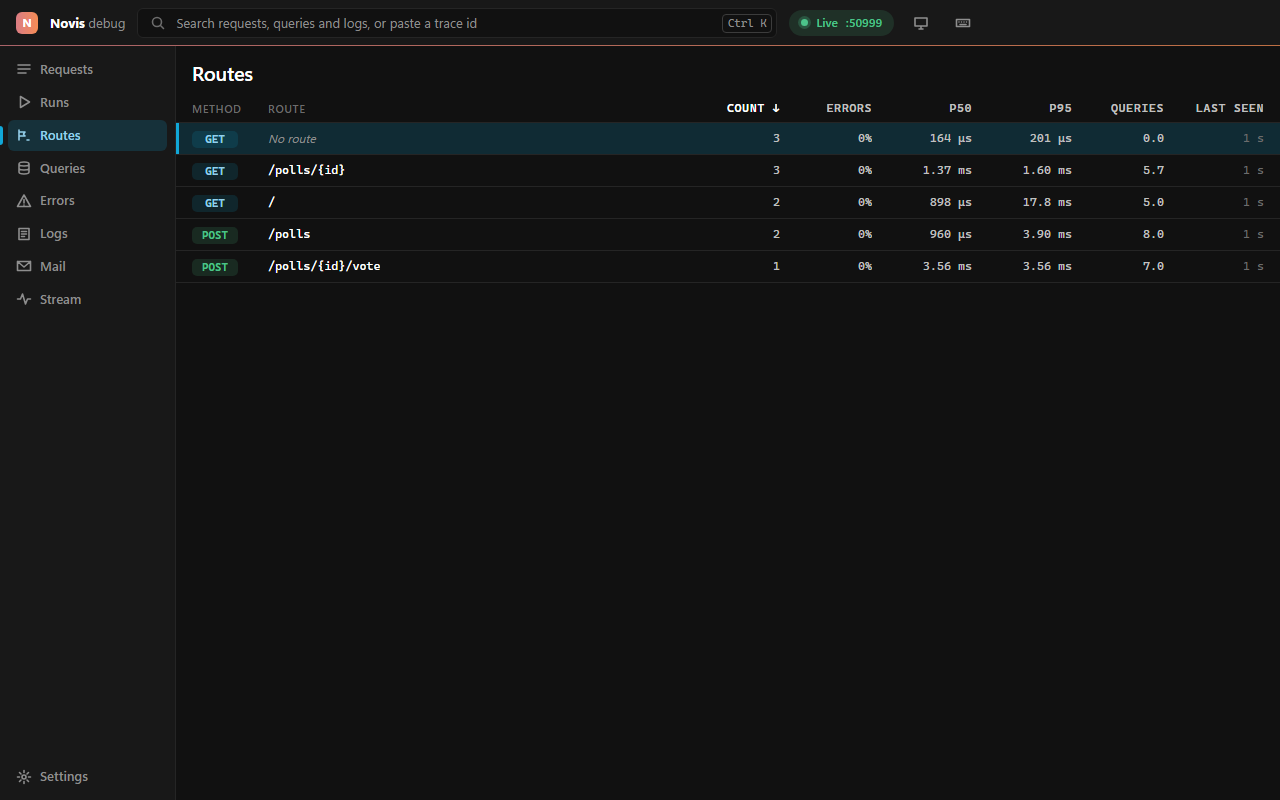 N Novis debug Search requests, queries and logs, or paste a trace id Ctrl K Live :50999
Requests
Runs
Routes
Queries
Errors
Logs
Mail
Stream
Settings
Routes
METHOD ROUTE COUNT ↓ ERRORS P50 P95 QUERIES LAST SEEN
GET No route 3 0% 164 µs 201 µs 0.0 1 s
GET /polls/{id} 3 0% 1.37 ms 1.60 ms 5.7 1 s
GET / 2 0% 898 µs 17.8 ms 5.0 1 s
POST /polls 2 0% 960 µs 3.90 ms 8.0 1 s
POST /polls/{id}/vote 1 0% 3.56 ms 3.56 ms 7.0 1 s